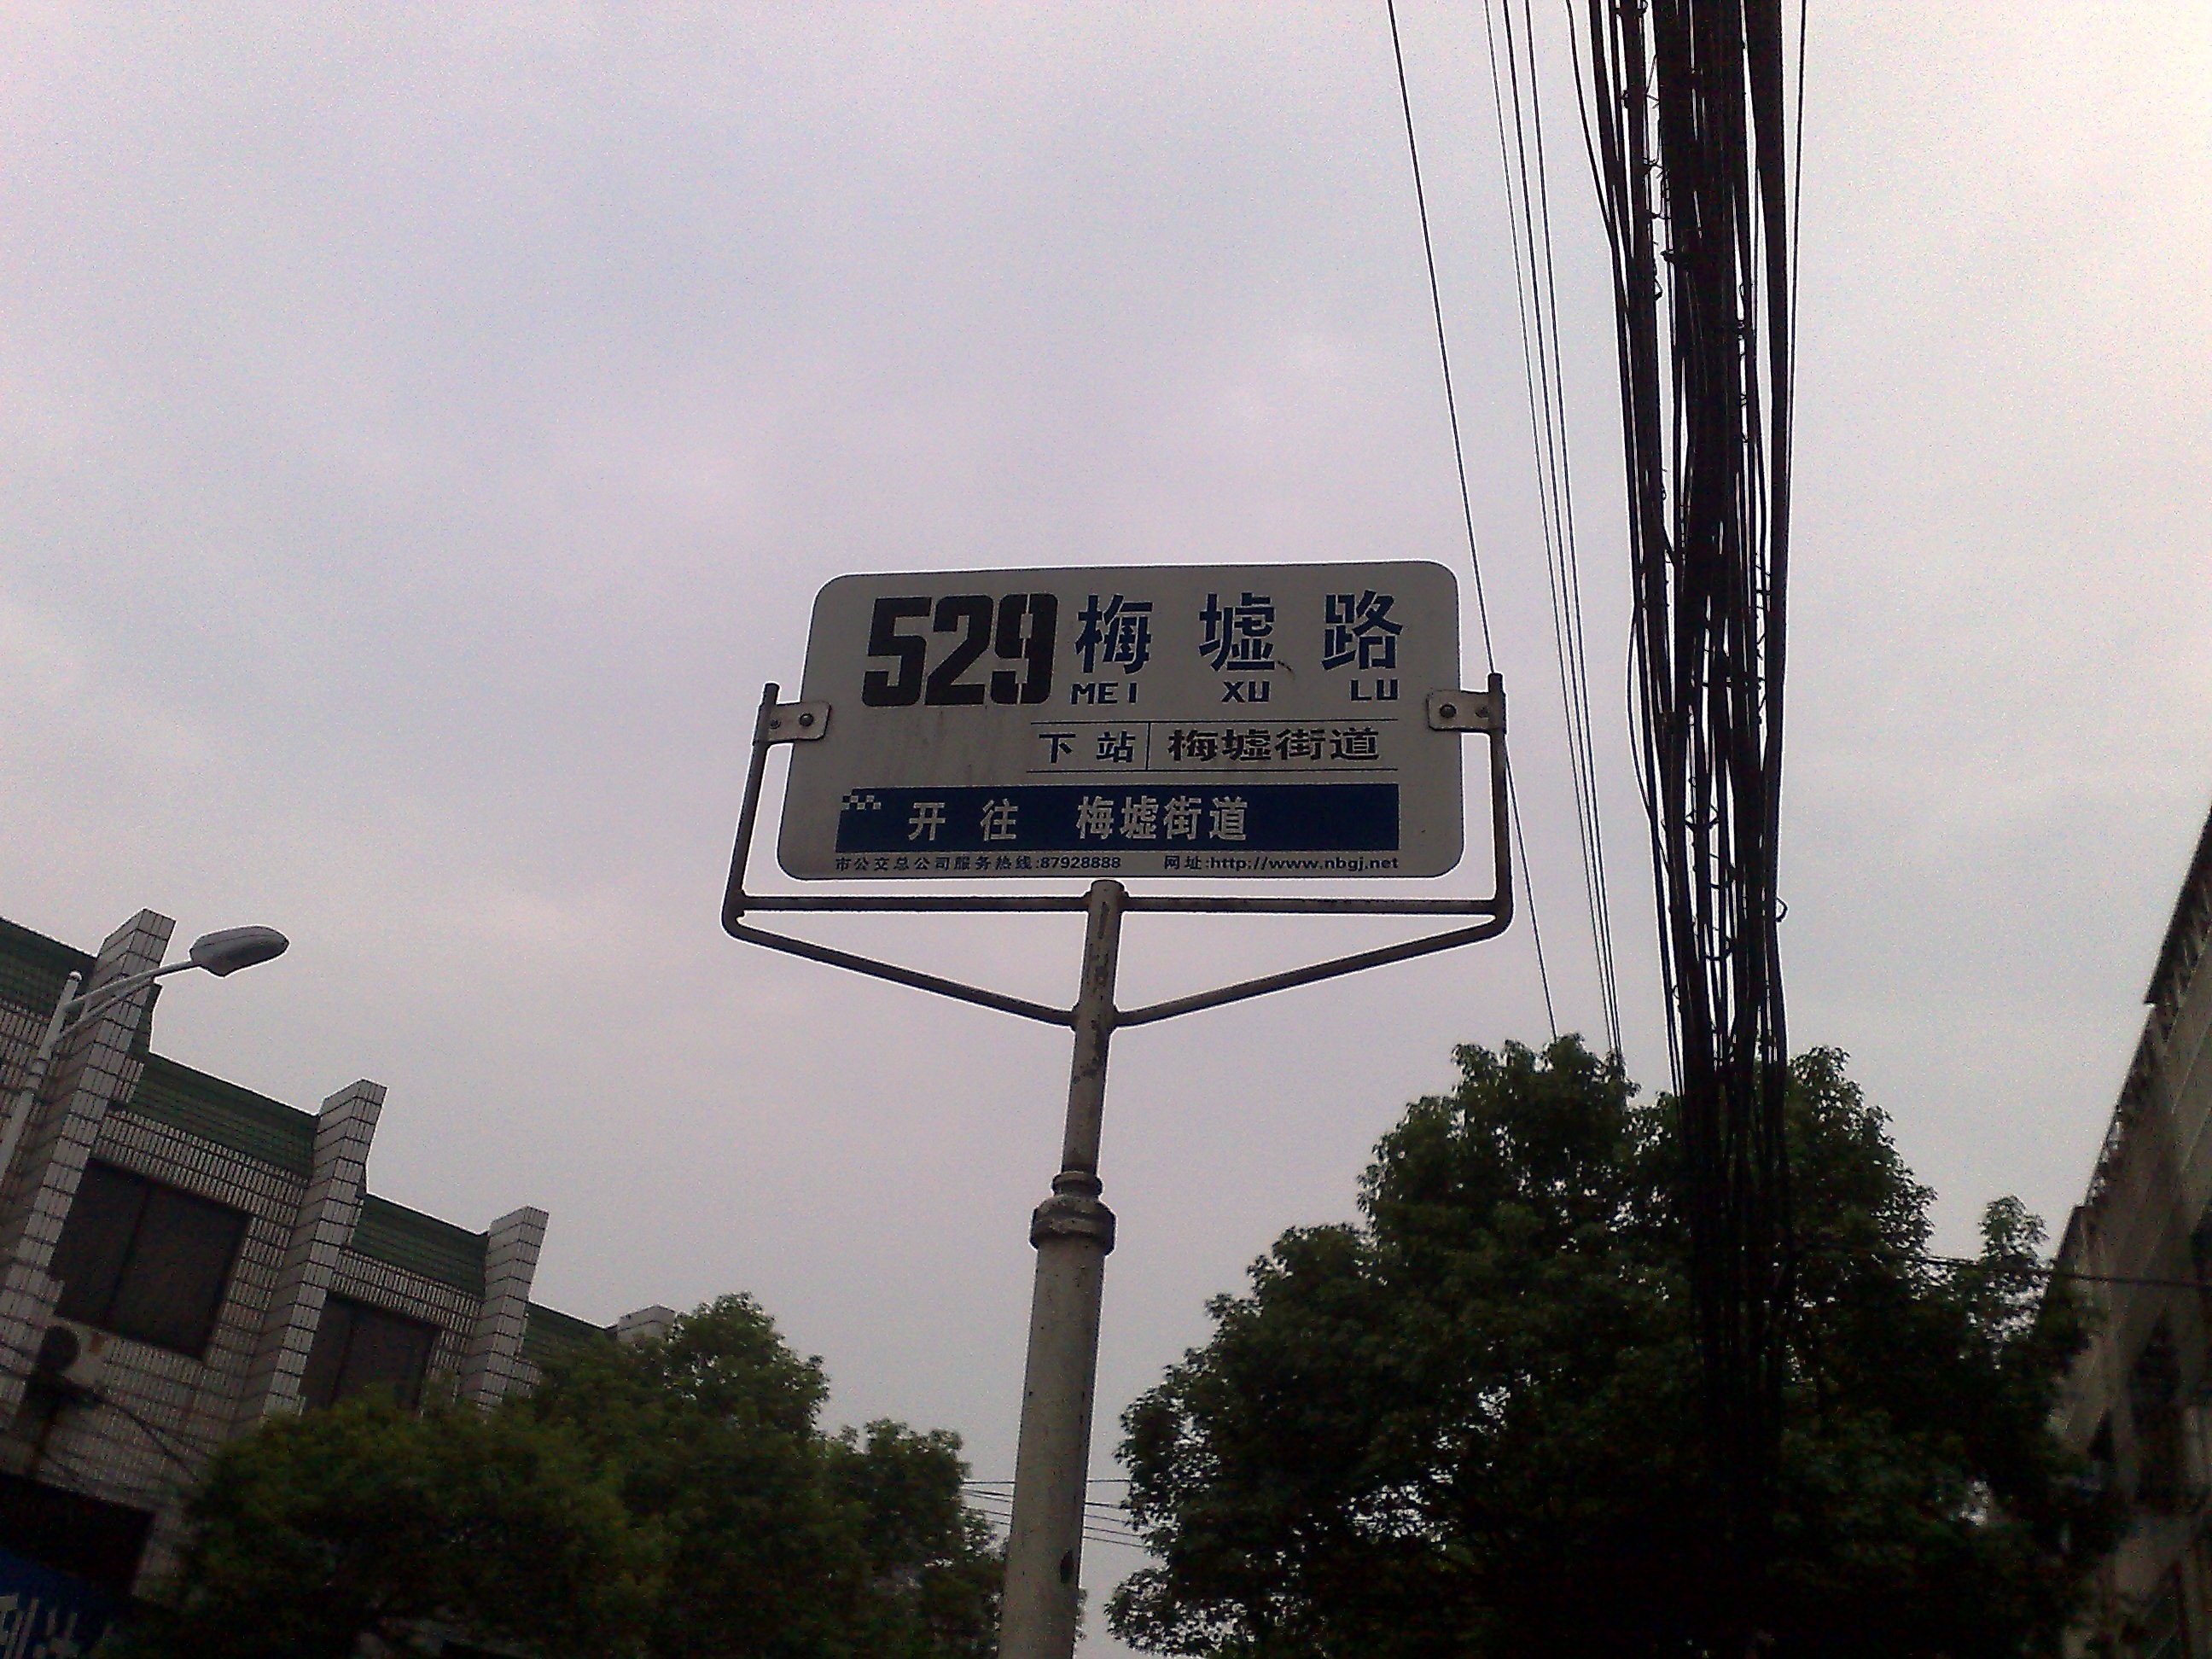 529 梅墟路
MEI XU LU
下站 梅墟街道
开往 梅墟街道
市公交总公司服务热线:87928888 网址:http://www.nbgj.net